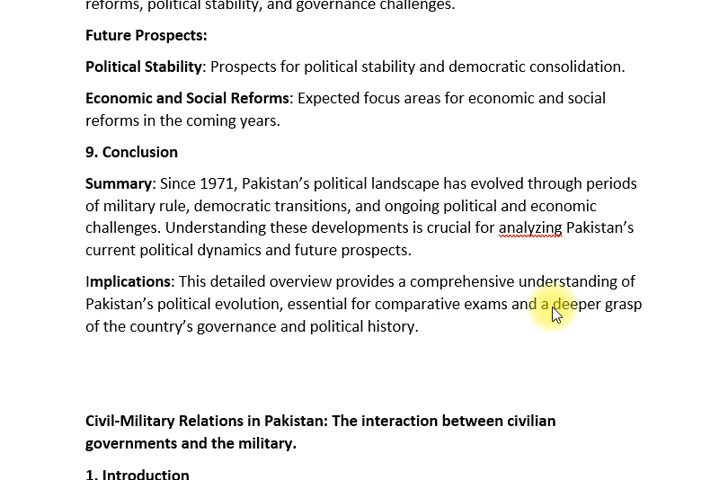 reforms, political stability, and governance challenges.
Future Prospects:
Political Stability: Prospects for political stability and democratic consolidation.
Economic and Social Reforms: Expected focus areas for economic and social
reforms in the coming years.
9. Conclusion
Summary: Since 1971, Pakistan’s political landscape has evolved through periods
of military rule, democratic transitions, and ongoing political and economic
challenges. Understanding these developments is crucial for analyzing Pakistan’s
current political dynamics and future prospects.
Implications: This detailed overview provides a comprehensive understanding of
Pakistan’s political evolution, essential for comparative exams and a deeper grasp
of the country’s governance and political history.
Civil-Military Relations in Pakistan: The interaction between civilian
governments and the military.
1. Introduction